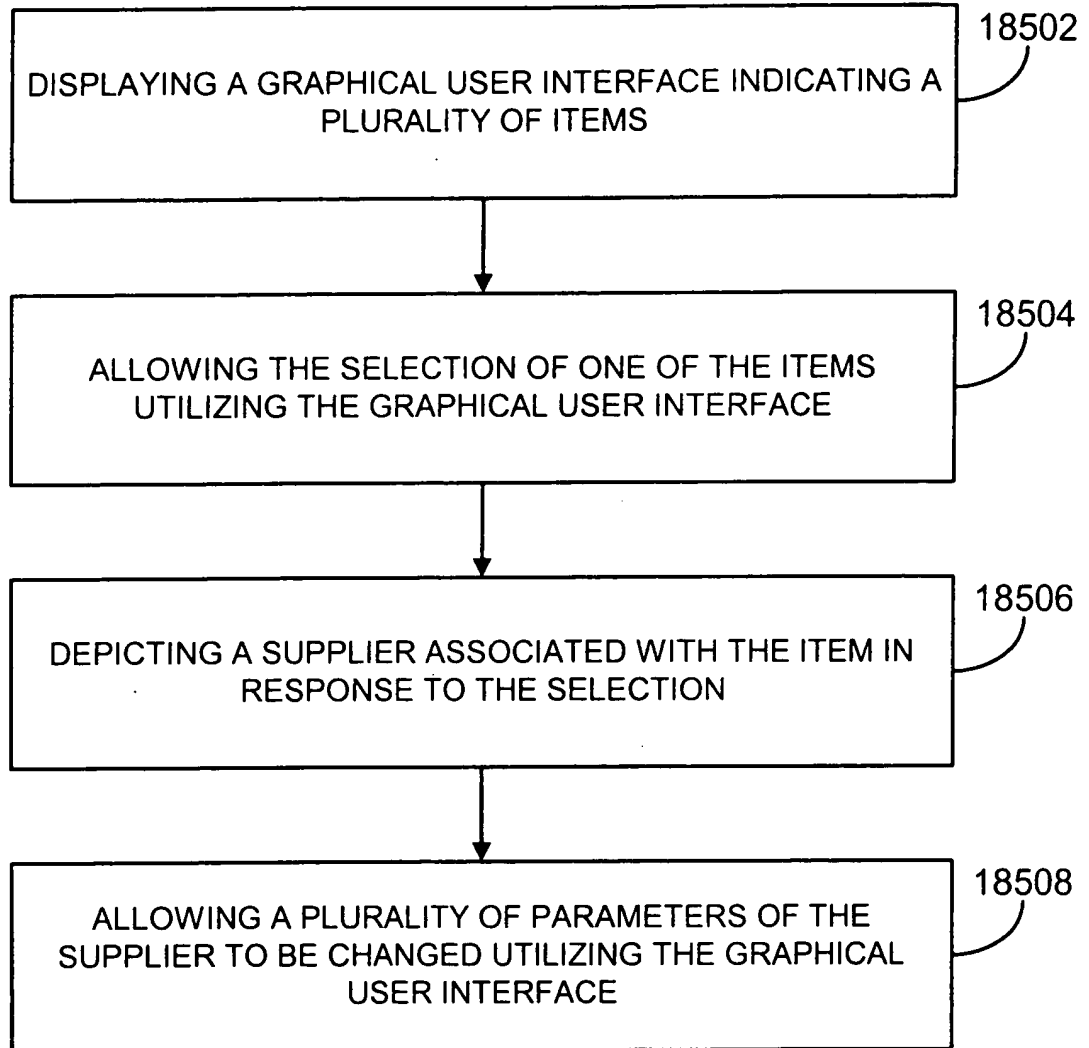 18502
DISPLAYING A GRAPHICAL USER INTERFACE INDICATING A
PLURALITY OF ITEMS
18504
ALLOWING THE SELECTION OF ONE OF THE ITEMS
UTILIZING THE GRAPHICAL USER INTERFACE
18506
DEPICTING A SUPPLIER ASSOCIATED WITH THE ITEM IN
RESPONSE TO THE SELECTION
18508
ALLOWING A PLURALITY OF PARAMETERS OF THE
SUPPLIER TO BE CHANGED UTILIZING THE GRAPHICAL
USER INTERFACE